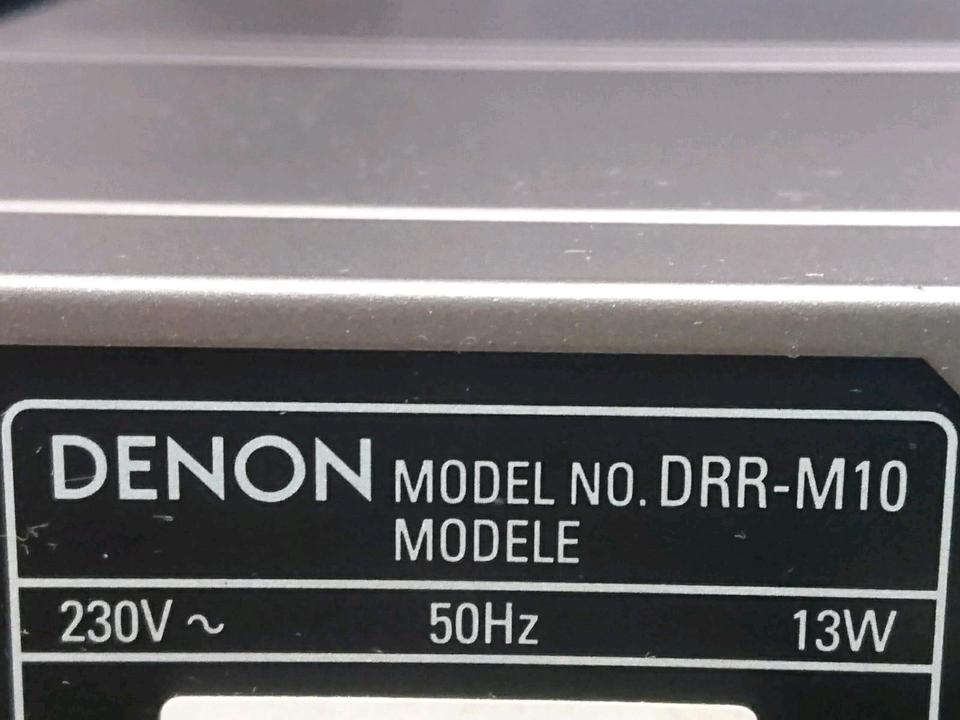 DENON MODEL NO. DRR-M10
MODELE
230V ~ 50Hz 13W